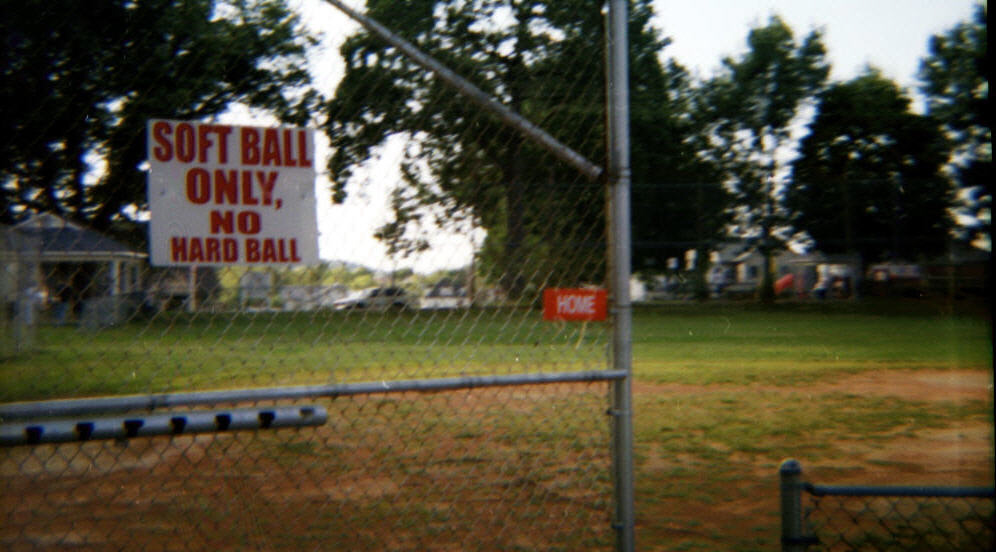 SOFT BALL
ONLY,
NO
HARD BALL
HOME